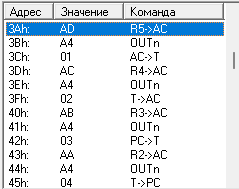 Адрес Значение Команда
3Ah: AD R5->AC
3Bh: A4 OUTn
3Ch: 01 AC->T
3Dh: AC R4->AC
3Eh: A4 OUTn
3Fh: 02 T->AC
40h: AB R3->AC
41h: A4 OUTn
42h: 03 PC->T
43h: AA R2->AC
44h: A4 OUTn
45h: 04 T->PC